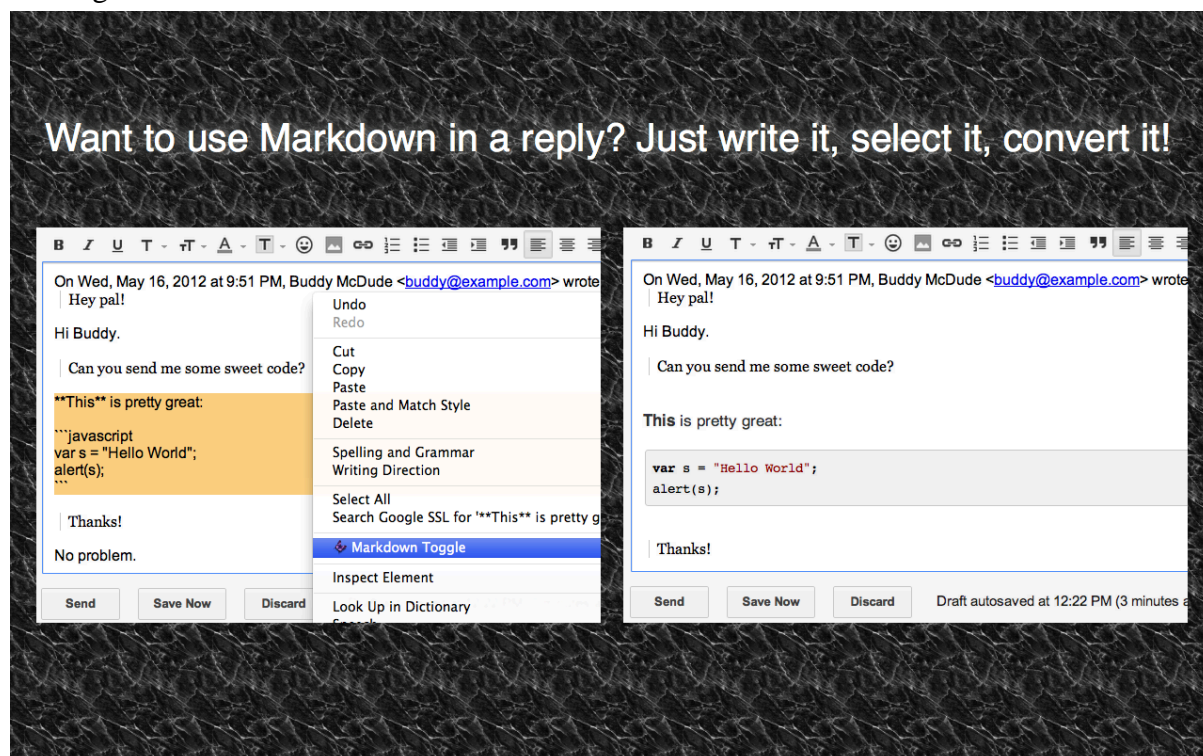 Want to use Markdown in a reply? Just write it, select it, convert it!
B I U T T A T
On Wed, May 16, 2012 at 9:51 PM, Buddy McDude <buddy@example.com> wrote
Hey pal!
Hi Buddy.
Can you send me some sweet code?
**This** is pretty great:
```javascript
var s = "Hello World";
alert(s);
```
Thanks!
No problem.
Send Save Now Discard
Undo
Redo
Cut
Copy
Paste
Paste and Match Style
Delete
Spelling and Grammar
Writing Direction
Select All
Search Google SSL for '**This** is pretty g
Markdown Toggle
Inspect Element
Look Up in Dictionary
B I U T T A T
On Wed, May 16, 2012 at 9:51 PM, Buddy McDude <buddy@example.com> wrote
Hey pal!
Hi Buddy.
Can you send me some sweet code?
This is pretty great:
var s = "Hello World";
alert(s);
Thanks!
Send Save Now Discard Draft autosaved at 12:22 PM (3 minutes a